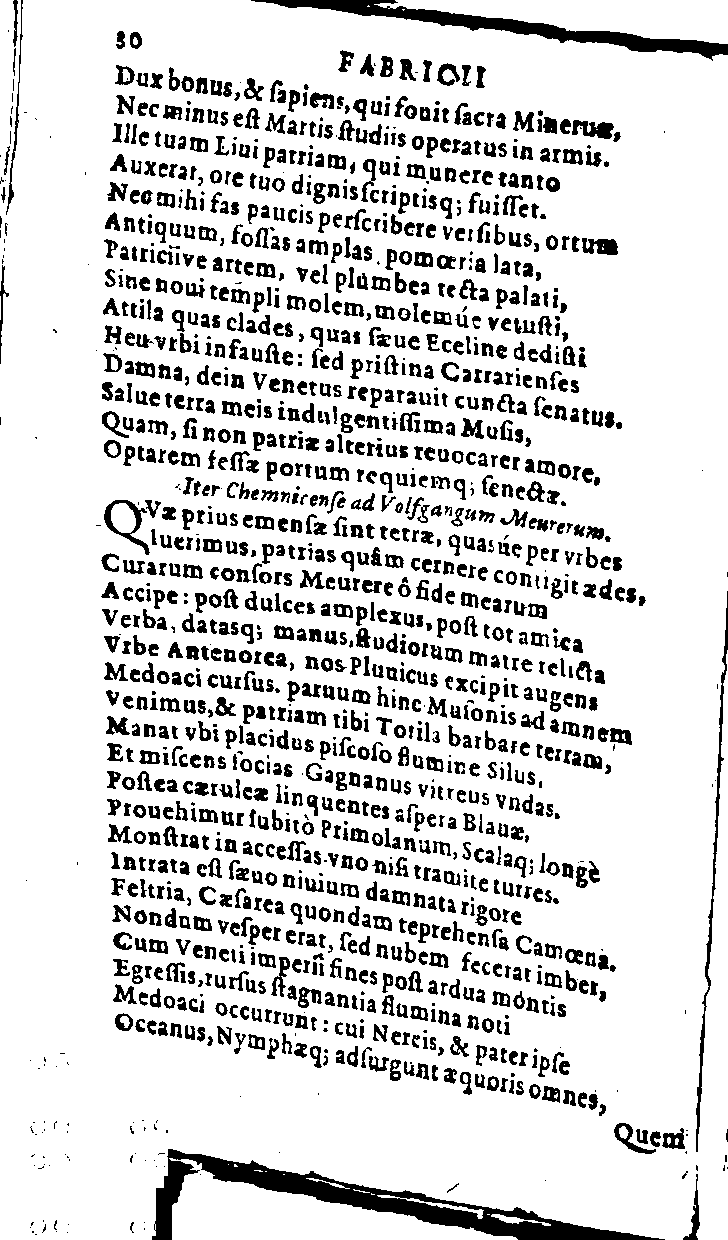 80
FABRICII
Dux bonus, & ſapiens, qui fouit ſacra Mineruæ,
Nec minus eſt Martis ſtudiis operatus in armis.
Ille tuam Liui patriam, qui munere tanto
Auxerat, ore tuo dignis ſcriptisq; fuiſſet.
Nec mihi fas paucis perſcribere verſibus, ortum
Antiquum, foſſas amplas, pomœria lata,
Patriciive artem, vel plumbea tecta palati,
Sine noui templi molem, molemúe vetuſti,
Attila quas clades, quas ſæue Eceline dediſti
Heu vrbi infauſte: ſed priſtina Carrarienſes
Damna, dein Venetus reparauit cuncta ſenatus.
Salue terra meis indulgentiſſima Muſis,
Quam, ſi non patriæ alterius reuocarer amore,
Optarem feſſæ portum requiemq; ſenectæ.
Iter Chemnicenſe ad Volfgangum Meurerum.
QVæ prius emenſæ ſint terræ, quasúe per vrbes
Iuerimus, patrias quâm cernere contigit ædes,
Curarum conſors Meurere ô fide mearum
Accipe: poſt dulces amplexus, poſt tot amica
Verba, datasq; manus, ſtudiorum matre relicta
Vrbe Antenorea, nos Plunicus excipit augens
Medoaci curſus. paruum hinc Muſonis ad amnem
Venimus, & patriam tibi Totila barbare terram,
Manat vbi placidus piſcoſo flumine Silus,
Et miſcens ſocias Gagnanus vitreus vndas.
Poſtea cæruleæ linquentes aſpera Blauæ,
Prouehimur ſubitò Primolanum, Scalaq; longè
Monſtrat in acceſſas vno niſi tramite turres.
Intrata eſt ſæuo niuium damnata rigore
Feltria, Cæſarea quondam reprehenſa Camœna.
Nondum veſper erat, ſed nubem fecerat imber,
Cum Veneti imperii fines poſt ardua montis
Egreſſis, rurſus ſtagnantia flumina noti
Medoaci occurrunt: cui Nereis, & pater ipſe
Oceanus, Nymphæq; adſurgunt æquoris omnes,
Quem